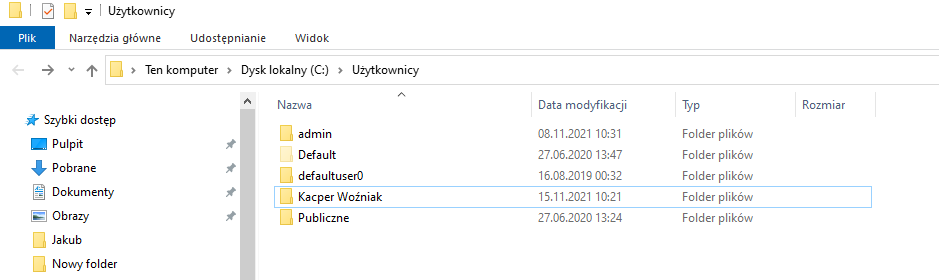 Użytkownicy
Plik Narzędzia główne Udostępnianie Widok
Ten komputer Dysk lokalny (C:) Użytkownicy
Nazwa Data modyfikacji Typ Rozmiar
Szybki dostęp
Pulpit
Pobrane
Dokumenty
Obrazy
Jakub
Nowy folder
admin 08.11.2021 10:31 Folder plików
Default 27.06.2020 13:47 Folder plików
defaultuser0 16.08.2019 00:32 Folder plików
Kacper Woźniak 15.11.2021 10:21 Folder plików
Publiczne 27.06.2020 13:24 Folder plików